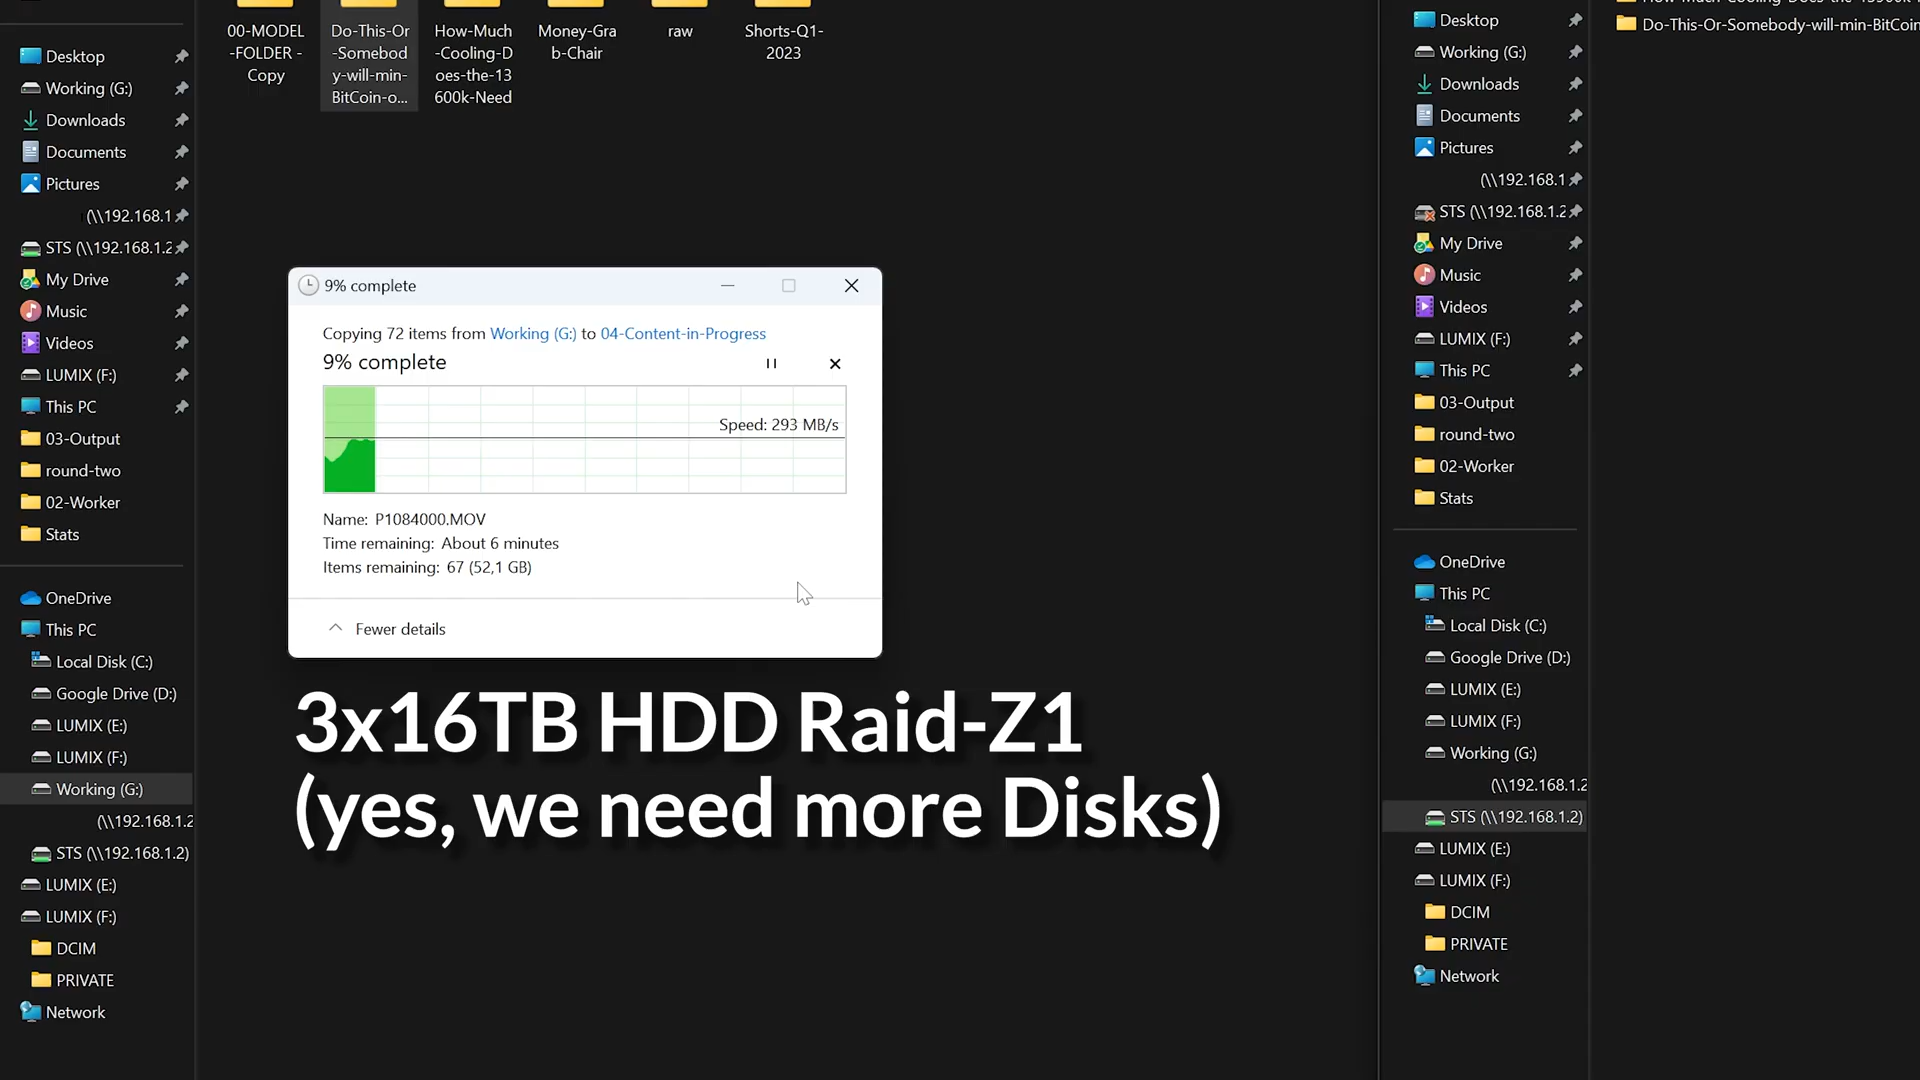 Desktop
Working (G:)
Downloads
Documents
Pictures
(\\192.168.1
STS (\\192.168.1.2
My Drive
Music
Videos
LUMIX (F:)
This PC
03-Output
round-two
02-Worker
Stats
OneDrive
This PC
Local Disk (C:)
Google Drive (D:)
LUMIX (E:)
LUMIX (F:)
Working (G:)
(\\192.168.1.2
STS (\\192.168.1.2)
LUMIX (E:)
LUMIX (F:)
DCIM
PRIVATE
Network
00-MODEL
-FOLDER -
Copy
Do-This-Or
-Somebod
y-will-min-
BitCoin-o...
How-Much
-Cooling-D
oes-the-13
600k-Need
Money-Gra
b-Chair
raw
Shorts-Q1-
2023
9% complete
Copying 72 items from Working (G:) to 04-Content-in-Progress
9% complete
Speed: 293 MB/s
Name: P1084000.MOV
Time remaining: About 6 minutes
Items remaining: 67 (52,1 GB)
Fewer details
3x16TB HDD Raid-Z1
(yes, we need more Disks)
Desktop
Working (G:)
Downloads
Documents
Pictures
(\\192.168.1
STS (\\192.168.1.2
My Drive
Music
Videos
LUMIX (F:)
This PC
03-Output
round-two
02-Worker
Stats
OneDrive
This PC
Local Disk (C:)
Google Drive (D:)
LUMIX (E:)
LUMIX (F:)
Working (G:)
(\\192.168.1.2
STS (\\192.168.1.2)
LUMIX (E:)
LUMIX (F:)
DCIM
PRIVATE
Network
Do-This-Or-Somebody-will-min-BitCoin